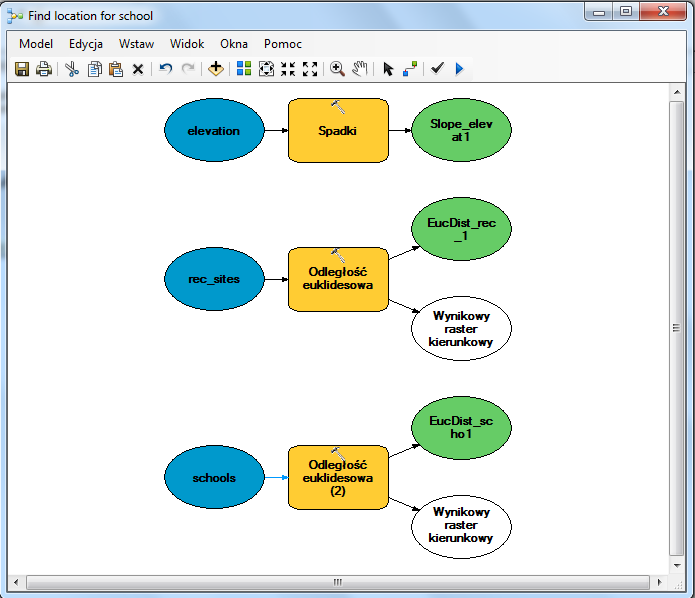 Find location for school
Model Edycja Wstaw Widok Okna Pomoc
elevation
Spadki
Slope_elev
at1
rec_sites
Odległość
euklidesowa
EucDist_rec
_1
Wynikowy
raster
kierunkowy
schools
Odległość
euklidesowa
(2)
EucDist_sc
ho1
Wynikowy
raster
kierunkowy